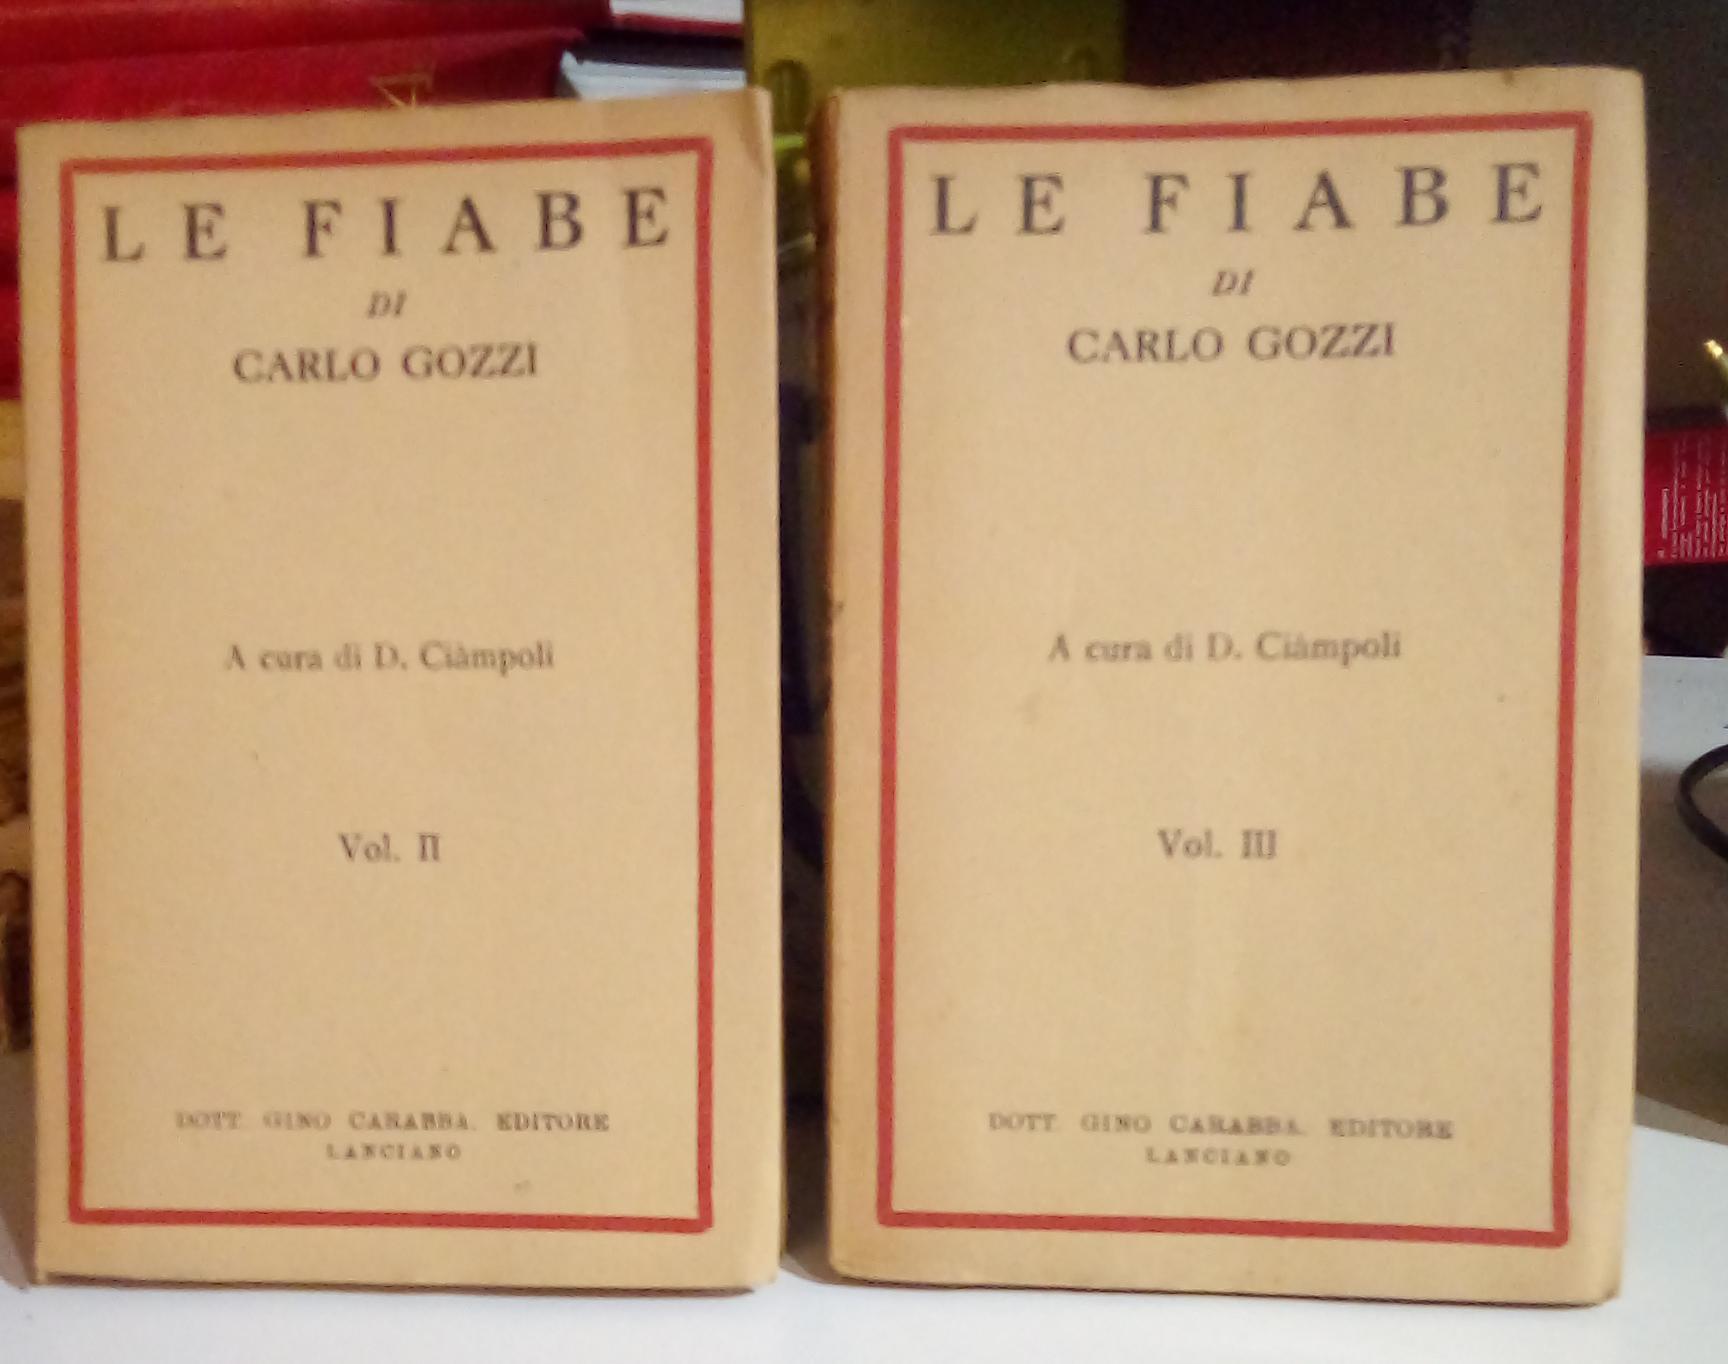 LE FIABE
DI
CARLO GOZZI
A cura di D. Ciàmpoli
Vol. II
DOTT. GINO CARABBA, EDITORE
LANCIANO
LE FIABE
DI
CARLO GOZZI
A cura di D. Ciàmpoli
Vol. III
DOTT. GINO CARABBA, EDITORE
LANCIANO